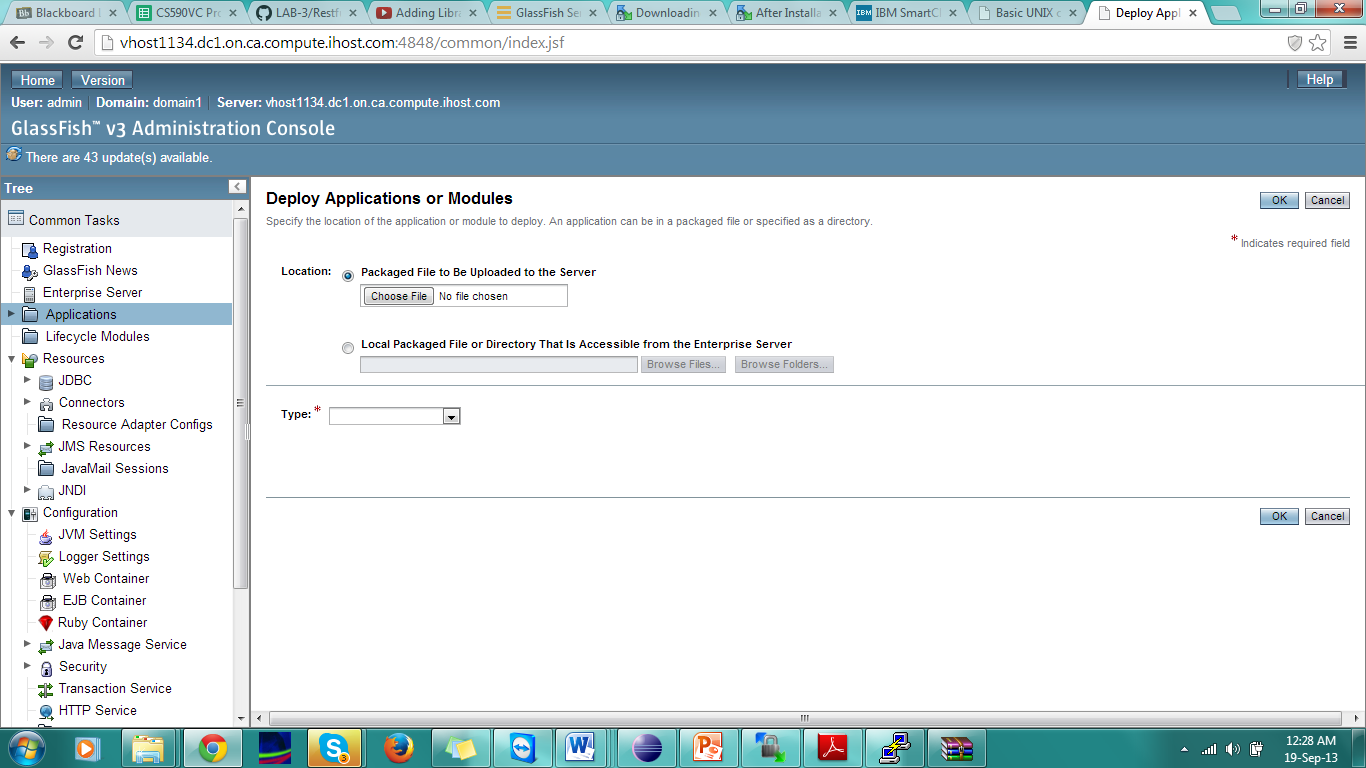 Blackboard L
CS590VC Pro
LAB-3/Restfu
Adding Libra
GlassFish Ser
Downloadin
After Installa
IBM SmartCl
Basic UNIX c
Deploy Appl
vhost1134.dc1.on.ca.compute.ihost.com:4848/common/index.jsf
Home Version Help
User: admin Domain: domain1 Server: vhost1134.dc1.on.ca.compute.ihost.com
GlassFish™ v3 Administration Console
There are 43 update(s) available.
Tree
Common Tasks
Registration
GlassFish News
Enterprise Server
Applications
Lifecycle Modules
Resources
JDBC
Connectors
Resource Adapter Configs
JMS Resources
JavaMail Sessions
JNDI
Configuration
JVM Settings
Logger Settings
Web Container
EJB Container
Ruby Container
Java Message Service
Security
Transaction Service
HTTP Service
Deploy Applications or Modules
OK Cancel
Specify the location of the application or module to deploy. An application can be in a packaged file or specified as a directory.
* Indicates required field
Location: Packaged File to Be Uploaded to the Server
Choose File No file chosen
Local Packaged File or Directory That Is Accessible from the Enterprise Server
Browse Files... Browse Folders...
Type: *
OK Cancel
12:28 AM
19-Sep-13